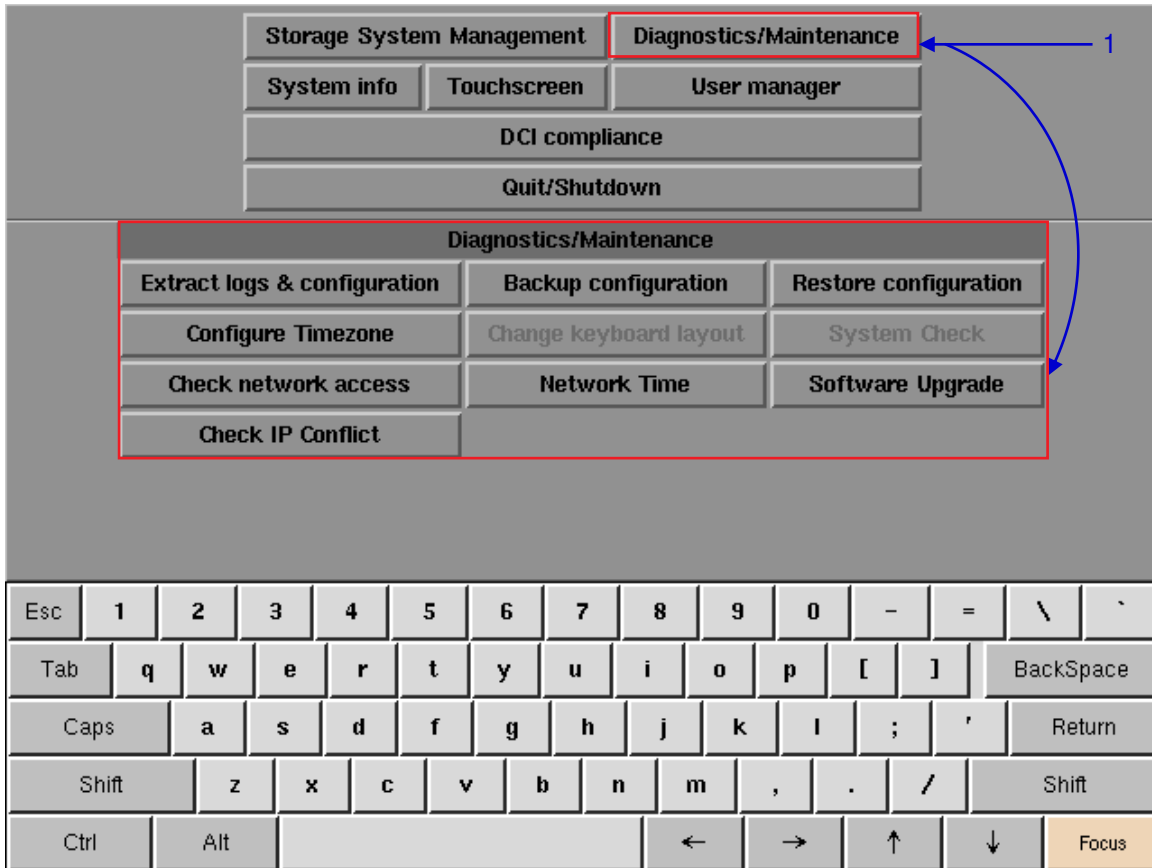 Storage System Management Diagnostics/Maintenance 1
System info Touchscreen User manager
DCI compliance
Quit/Shutdown
Diagnostics/Maintenance
Extract logs & configuration Backup configuration Restore configuration
Configure Timezone Change keyboard layout System Check
Check network access Network Time Software Upgrade
Check IP Conflict
Esc 1 2 3 4 5 6 7 8 9 0 - = \ `
Tab q w e r t y u i o p [ ] BackSpace
Caps a s d f g h j k l ; ' Return
Shift z x c v b n m , . / Shift
Ctrl Alt ← → ↑ ↓ Focus